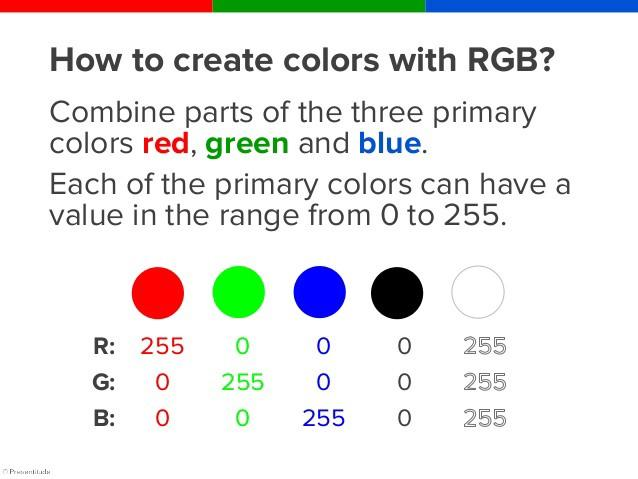 How to create colors with RGB?
Combine parts of the three primary
colors red, green and blue.
Each of the primary colors can have a
value in the range from 0 to 255.
R: 255 0 0 0 255
G: 0 255 0 0 255
B: 0 0 255 0 255
© Presentitude